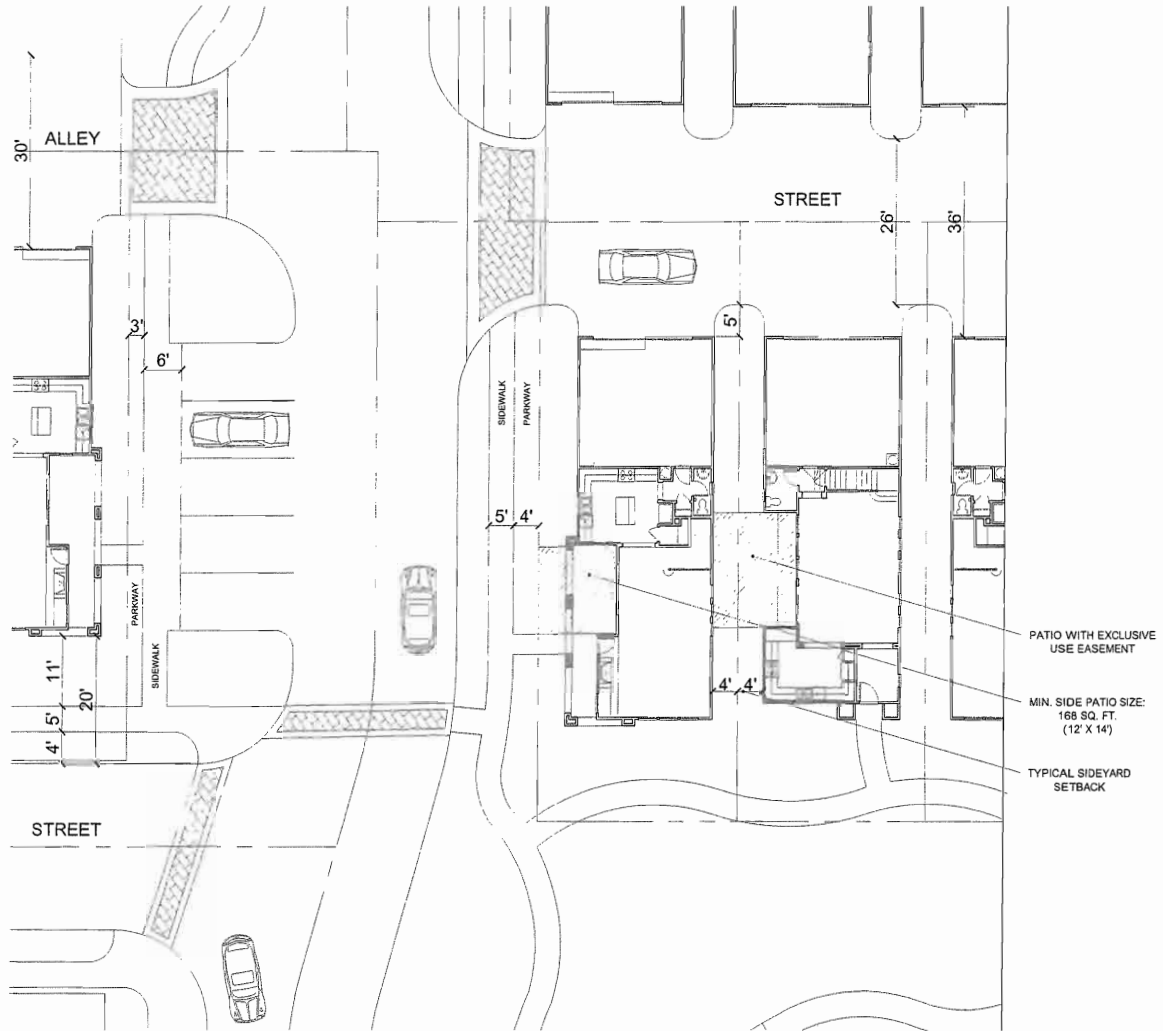 ALLEY
30'
STREET
26'
36'
5'
3'
6'
SIDEWALK
PARKWAY
5'
4'
PARKWAY
SIDEWALK
11'
20'
5'
4'
4'
4'
PATIO WITH EXCLUSIVE
USE EASEMENT
MIN. SIDE PATIO SIZE:
168 SQ. FT.
(12' X 14')
TYPICAL SIDEYARD
SETBACK
STREET